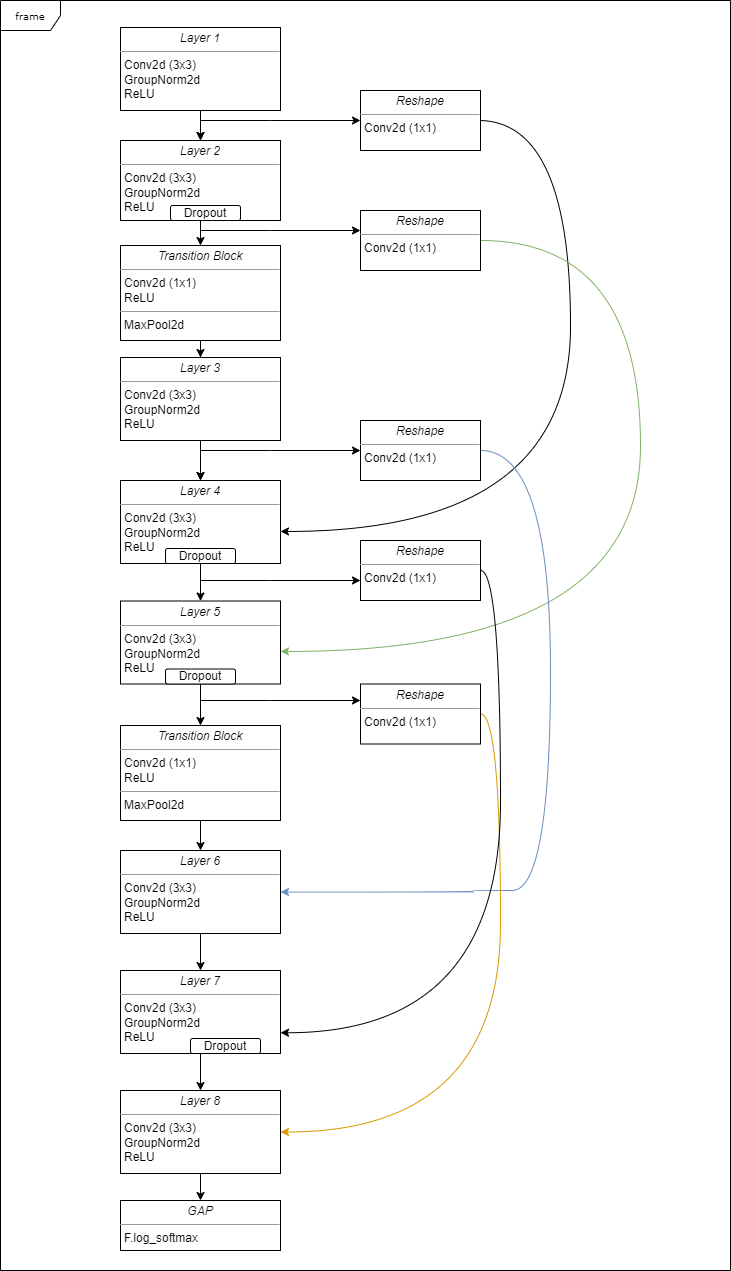 frame
Layer 1
Conv2d (3x3)
GroupNorm2d
ReLU
Reshape
Conv2d (1x1)
Layer 2
Conv2d (3x3)
GroupNorm2d
ReLU
Dropout
Reshape
Conv2d (1x1)
Transition Block
Conv2d (1x1)
ReLU
MaxPool2d
Layer 3
Conv2d (3x3)
GroupNorm2d
ReLU
Reshape
Conv2d (1x1)
Layer 4
Conv2d (3x3)
GroupNorm2d
ReLU
Dropout
Reshape
Conv2d (1x1)
Layer 5
Conv2d (3x3)
GroupNorm2d
ReLU
Dropout
Reshape
Conv2d (1x1)
Transition Block
Conv2d (1x1)
ReLU
MaxPool2d
Layer 6
Conv2d (3x3)
GroupNorm2d
ReLU
Layer 7
Conv2d (3x3)
GroupNorm2d
ReLU
Dropout
Layer 8
Conv2d (3x3)
GroupNorm2d
ReLU
GAP
F.log_softmax